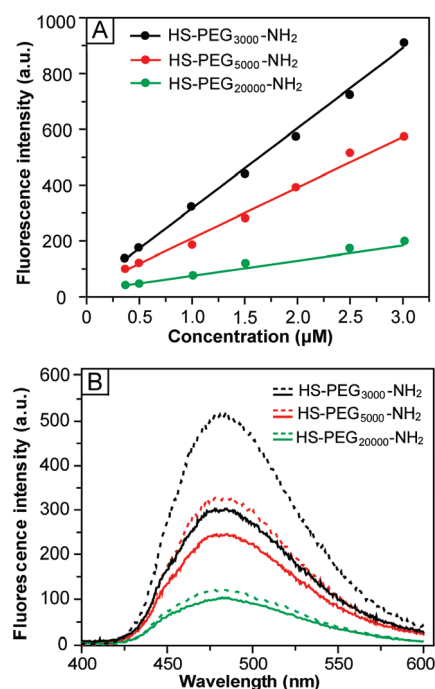 A
HS-PEG3000-NH2
HS-PEG5000-NH2
HS-PEG20000-NH2
Fluorescence intensity (a.u.)
1000
800
600
400
200
0
0 0.5 1.0 1.5 2.0 2.5 3.0
Concentration (µM)
B
HS-PEG3000-NH2
HS-PEG5000-NH2
HS-PEG20000-NH2
Fluorescence intensity (a.u.)
600
500
400
300
200
100
0
400 450 500 550 600
Wavelength (nm)